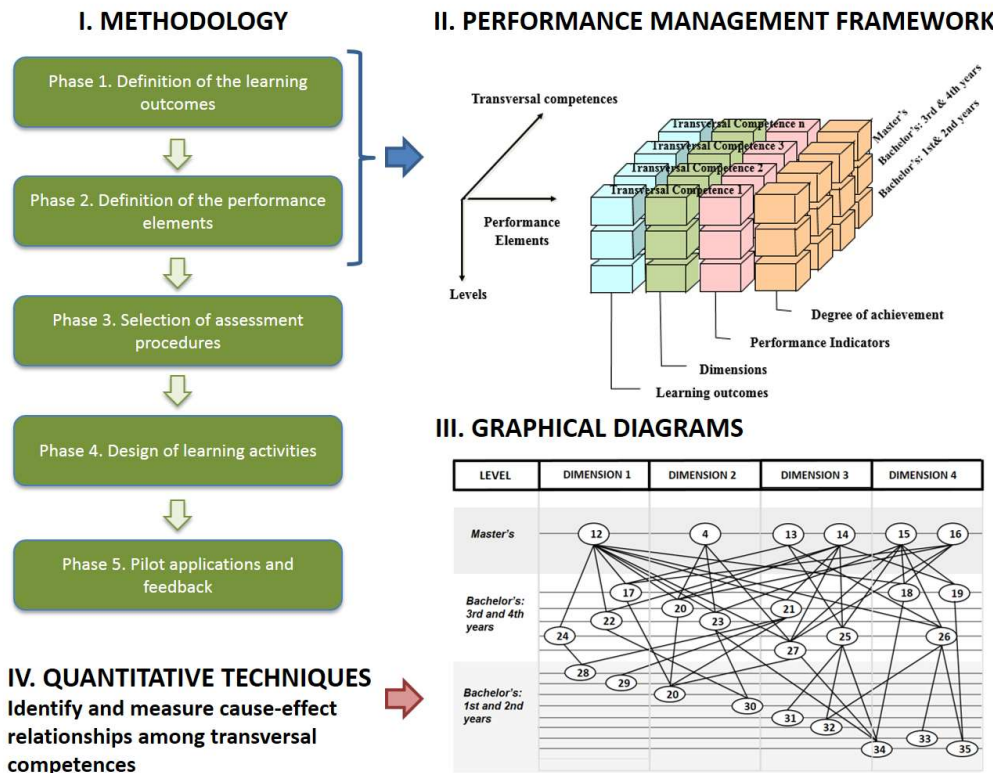 I. METHODOLOGY
Phase 1. Definition of the learning
outcomes
Phase 2. Definition of the performance
elements
Phase 3. Selection of assessment
procedures
Phase 4. Design of learning activities
Phase 5. Pilot applications and
feedback
IV. QUANTITATIVE TECHNIQUES
Identify and measure cause-effect
relationships among transversal
competences
II. PERFORMANCE MANAGEMENT FRAMEWORK
Transversal competences
Performance
Elements
Levels
Transversal Competence n
Transversal Competence 3
Transversal Competence 2
Transversal Competence 1
Master's
Bachelor's: 3rd & 4th years
Bachelor's: 1st& 2nd years
Degree of achievement
Performance Indicators
Dimensions
Learning outcomes
III. GRAPHICAL DIAGRAMS
LEVEL DIMENSION 1 DIMENSION 2 DIMENSION 3 DIMENSION 4
Master's 12 4 13 14 15 16
Bachelor's:
3rd and 4th
years
17 18 19
20 21
22 23
24 25 26
27
Bachelor's:
1st and 2nd
years
28
29
20
30
31
32
33
34 35